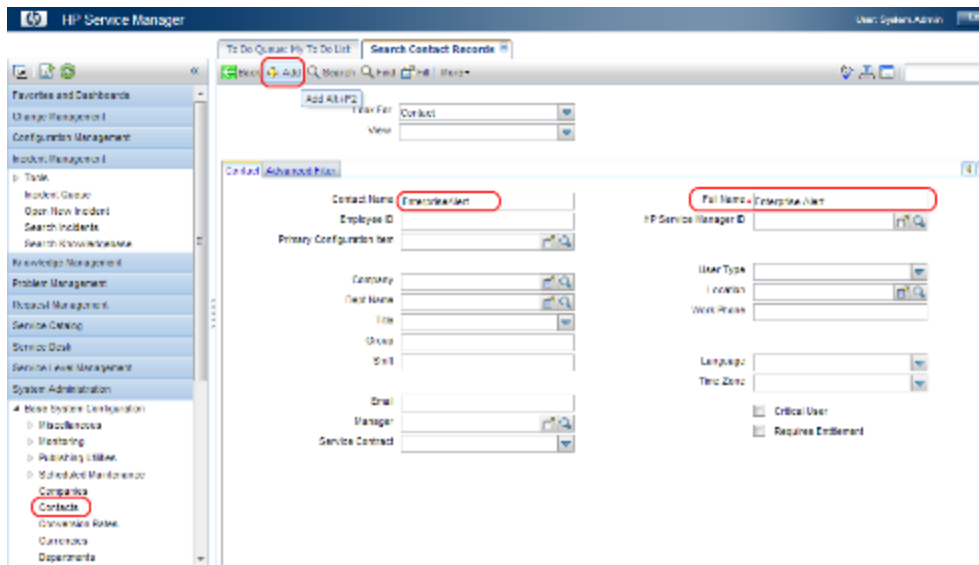 HP Service Manager
User: System.Admin
To Do Queue: My To Do List
Search Contact Records
Back Add Search Find Fill More
Add Alt+F2
Look For Contact
View
Favorites and Dashboards
Change Management
Configuration Management
Incident Management
Tools
Incident Queue
Open New Incident
Search Incidents
Search Knowledgebase
Knowledge Management
Problem Management
Request Management
Service Catalog
Service Desk
Service Level Management
System Administration
Base System Configuration
Miscellaneous
Monitoring
Publishing Utilities
Scheduled Maintenance
Companies
Contacts
Conversion Rates
Currencies
Departments
Contact Advanced Filter
Contact Name EnterpriseAlert
Employee ID
Primary Configuration Item
Company
Dept Name
Title
Group
Shift
Email
Manager
Service Contract
Full Name Enterprise Alert
HP Service Manager ID
User Type
Location
Work Phone
Language
Time Zone
Critical User
Requires Entitlement